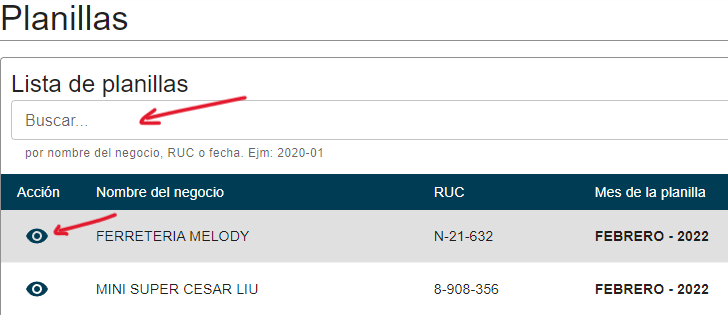 Planillas
Lista de planillas
Buscar...
por nombre del negocio, RUC o fecha. Ejm: 2020-01
Acción Nombre del negocio RUC Mes de la planilla
FERRETERIA MELODY N-21-632 FEBRERO - 2022
MINI SUPER CESAR LIU 8-908-356 FEBRERO - 2022